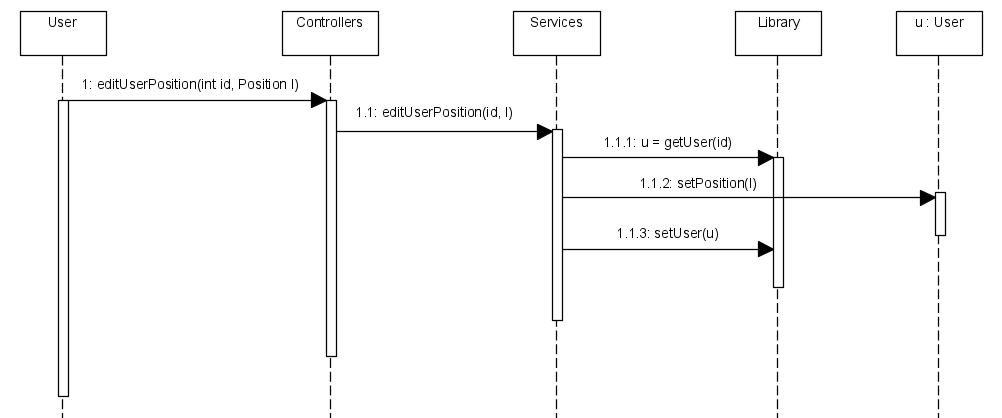 User
Controllers
Services
Library
u : User
1: editUserPosition(int id, Position l)
1.1: editUserPosition(id, l)
1.1.1: u = getUser(id)
1.1.2: setPosition(l)
1.1.3: setUser(u)